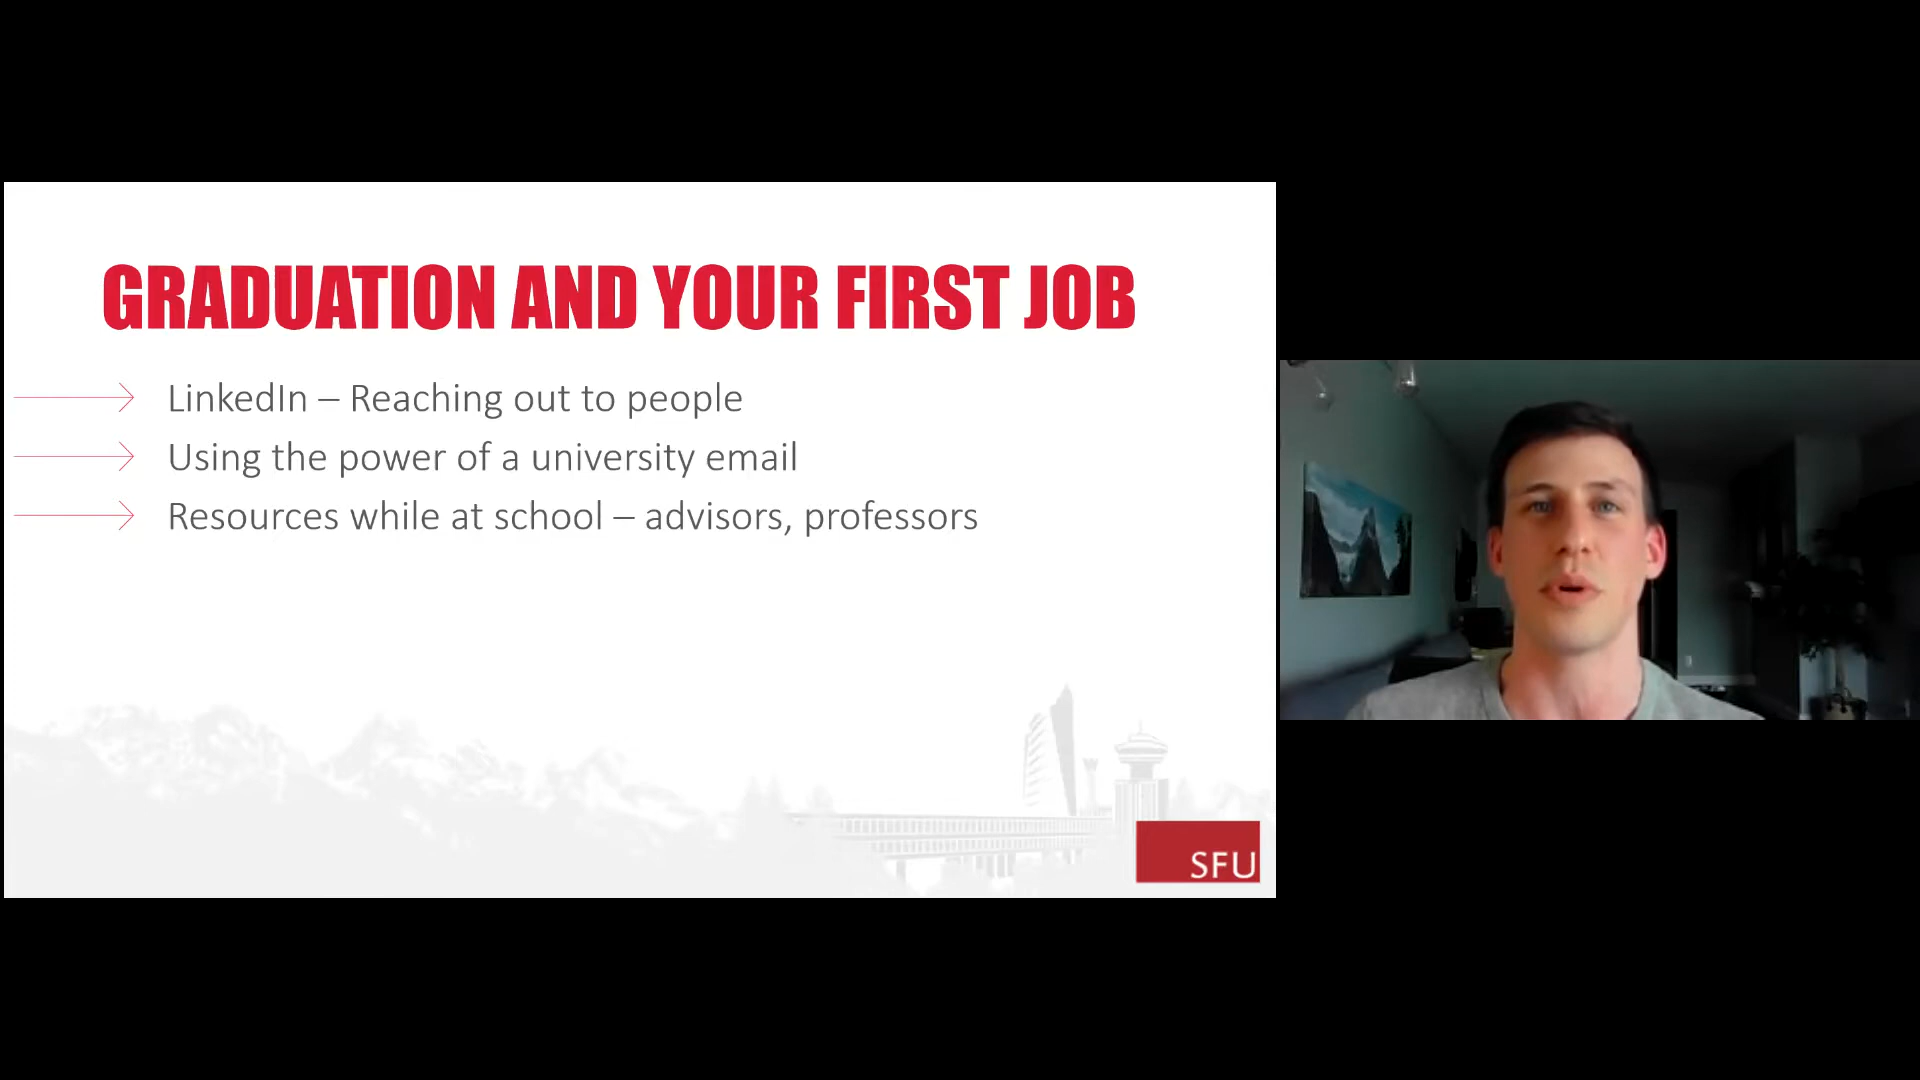 GRADUATION AND YOUR FIRST JOB
LinkedIn – Reaching out to people
Using the power of a university email
Resources while at school – advisors, professors
SFU